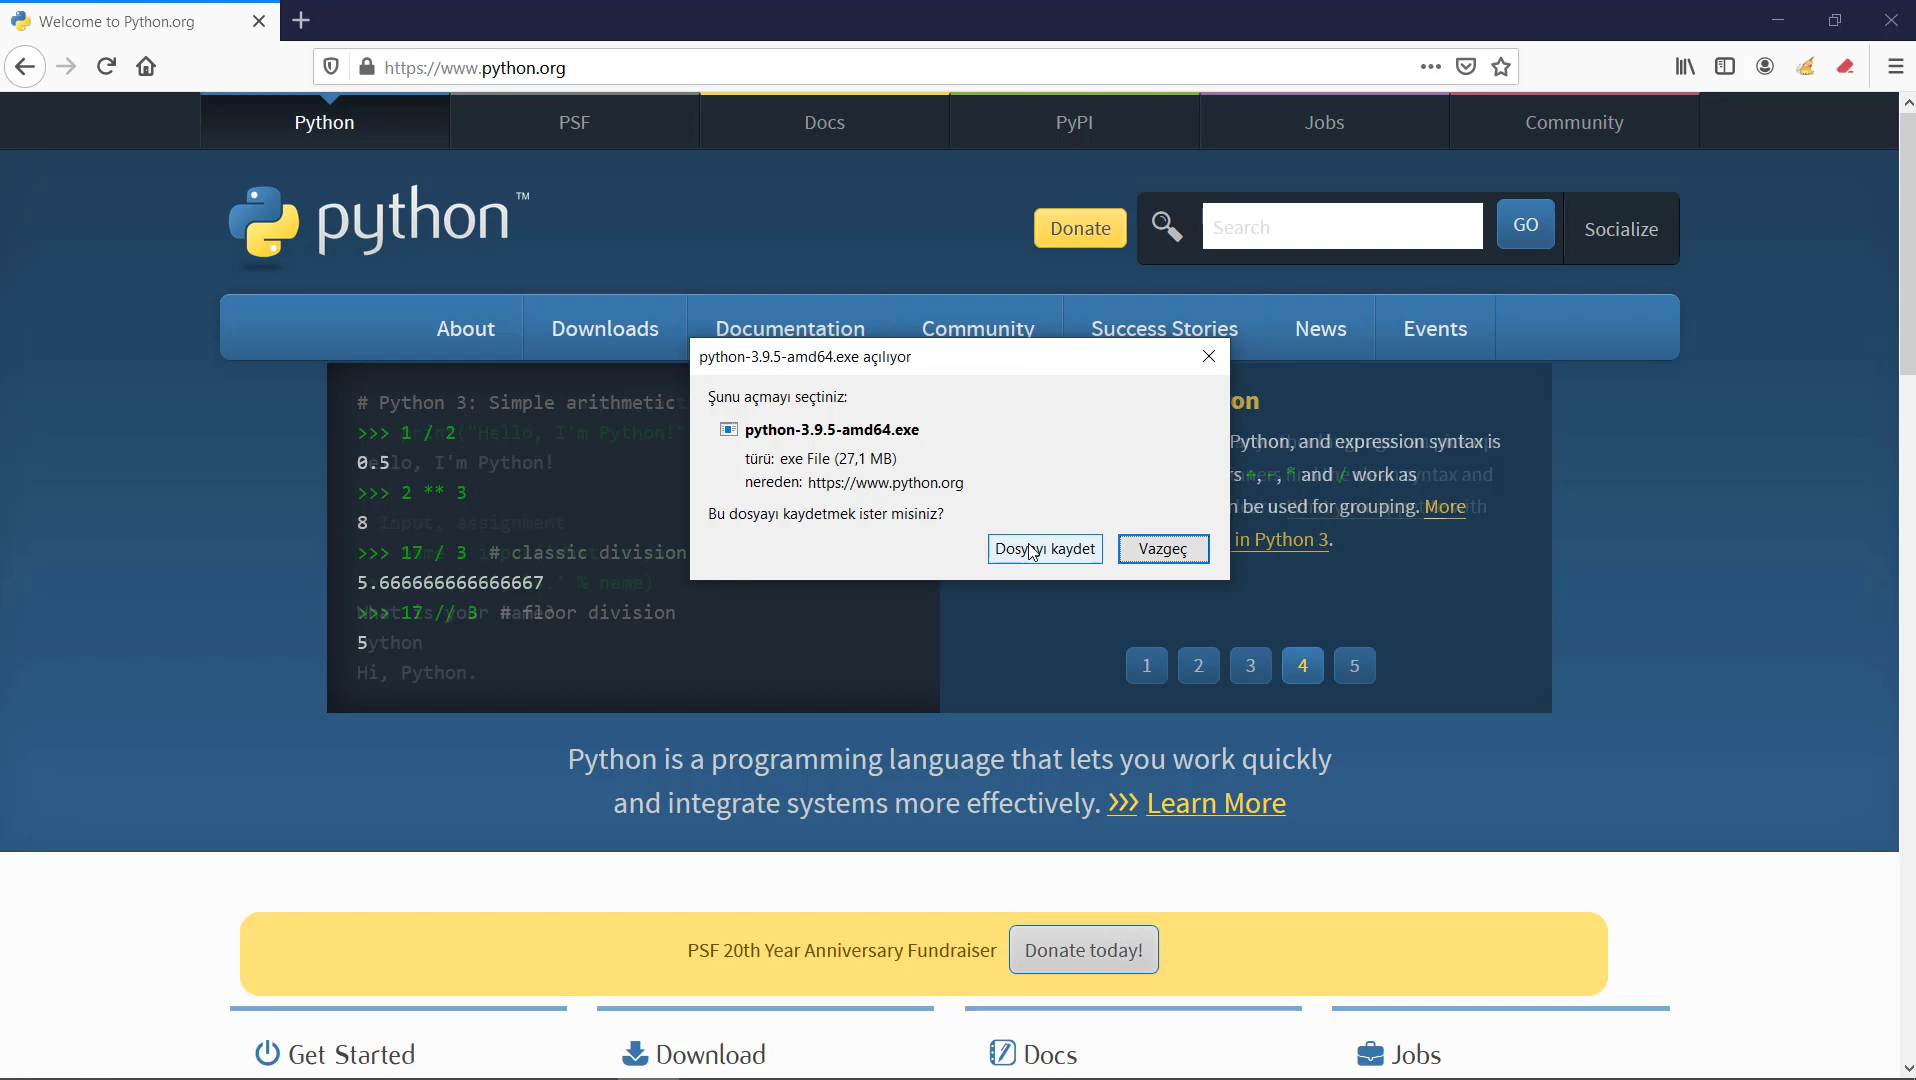 Welcome to Python.org
https://www.python.org
Python
PSF
Docs
PyPI
Jobs
Community
python™
Donate
Search
GO
Socialize
About
Downloads
Documentation
Community
Success Stories
News
Events
python-3.9.5-amd64.exe açılıyor
Şunu açmayı seçtiniz:
python-3.9.5-amd64.exe
türü: exe File (27,1 MB)
nereden: https://www.python.org
Bu dosyayı kaydetmek ister misiniz?
Dosyayı kaydet
Vazgeç
# Python 3: Simple arithmetic
>>> 1 / 2
0.5
>>> 2 ** 3
8
>>> 17 / 3 # classic division
5.666666666666667
>>> 17 // 3 # floor division
5
Hi, Python.
on
Python, and expression syntax is
and / work as
be used for grouping. More
in Python 3.
1
2
3
4
5
Python is a programming language that lets you work quickly
and integrate systems more effectively. >>> Learn More
PSF 20th Year Anniversary Fundraiser
Donate today!
Get Started
Download
Docs
Jobs